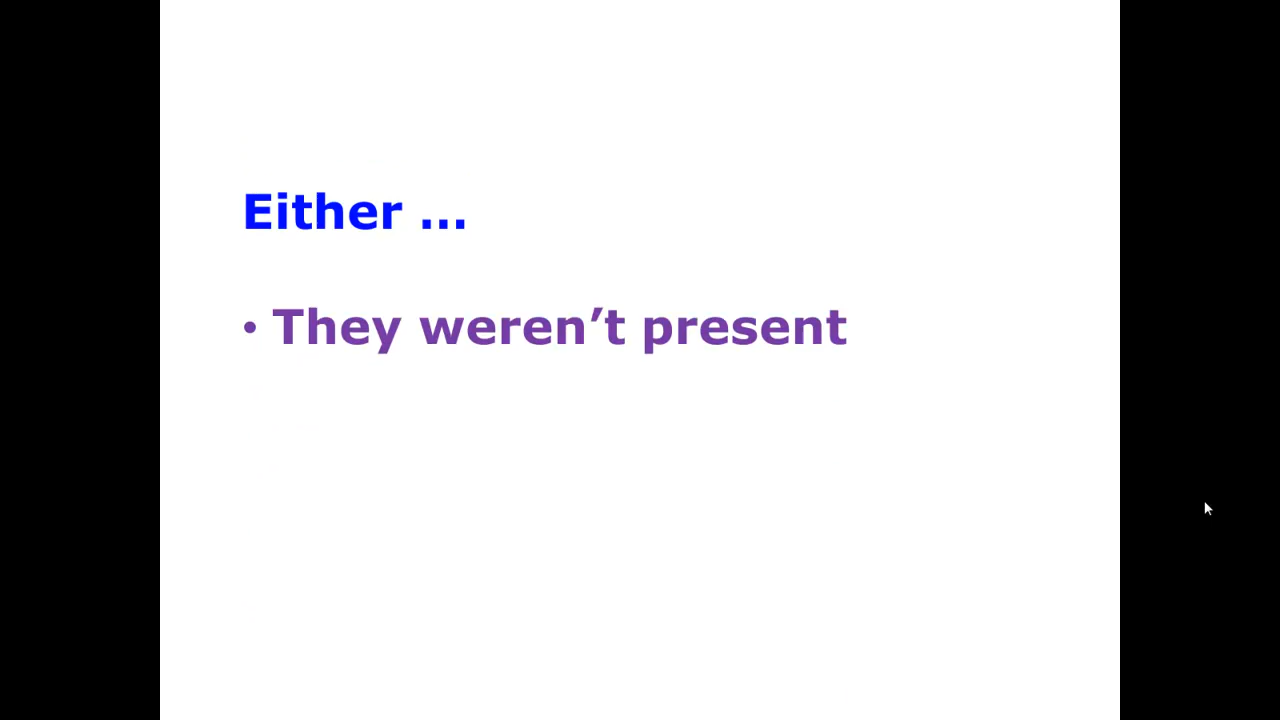 Either ...
• They weren’t present